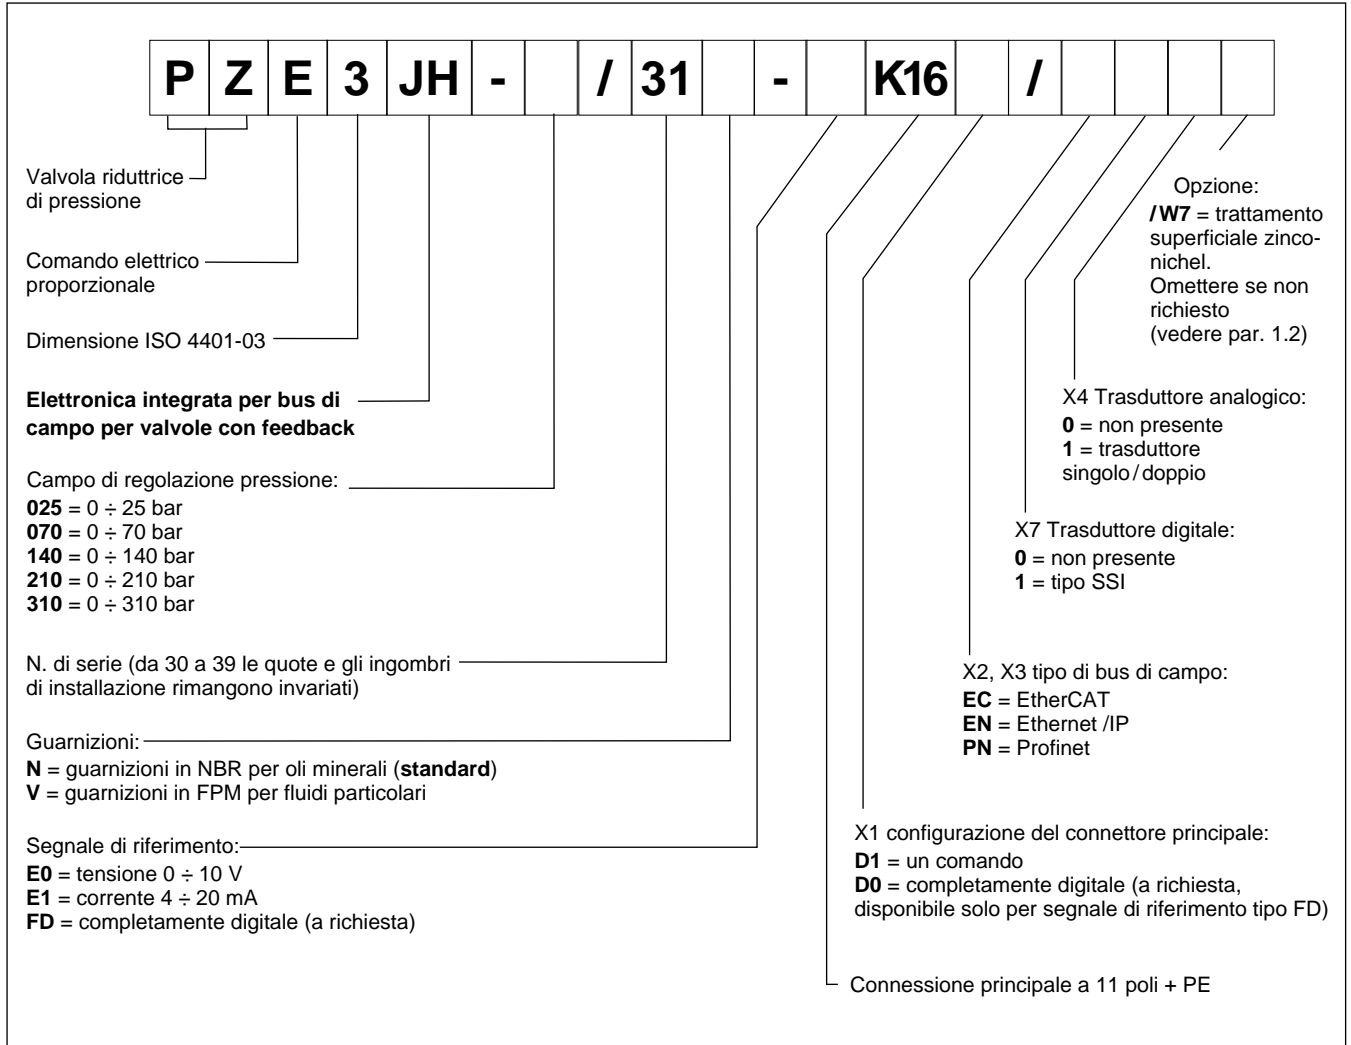 P Z E 3 JH - / 31 - K16 /
Valvola riduttrice
di pressione
Comando elettrico
proporzionale
Dimensione ISO 4401-03
Elettronica integrata per bus di
campo per valvole con feedback
Campo di regolazione pressione:
025 = 0 ÷ 25 bar
070 = 0 ÷ 70 bar
140 = 0 ÷ 140 bar
210 = 0 ÷ 210 bar
310 = 0 ÷ 310 bar
N. di serie (da 30 a 39 le quote e gli ingombri
di installazione rimangono invariati)
Guarnizioni:
N = guarnizioni in NBR per oli minerali (standard)
V = guarnizioni in FPM per fluidi particolari
Segnale di riferimento:
E0 = tensione 0 ÷ 10 V
E1 = corrente 4 ÷ 20 mA
FD = completamente digitale (a richiesta)
Opzione:
/W7 = trattamento
superficiale zinco-
nichel.
Omettere se non
richiesto
(vedere par. 1.2)
X4 Trasduttore analogico:
0 = non presente
1 = trasduttore
singolo/doppio
X7 Trasduttore digitale:
0 = non presente
1 = tipo SSI
X2, X3 tipo di bus di campo:
EC = EtherCAT
EN = Ethernet /IP
PN = Profinet
X1 configurazione del connettore principale:
D1 = un comando
D0 = completamente digitale (a richiesta,
disponibile solo per segnale di riferimento tipo FD)
Connessione principale a 11 poli + PE